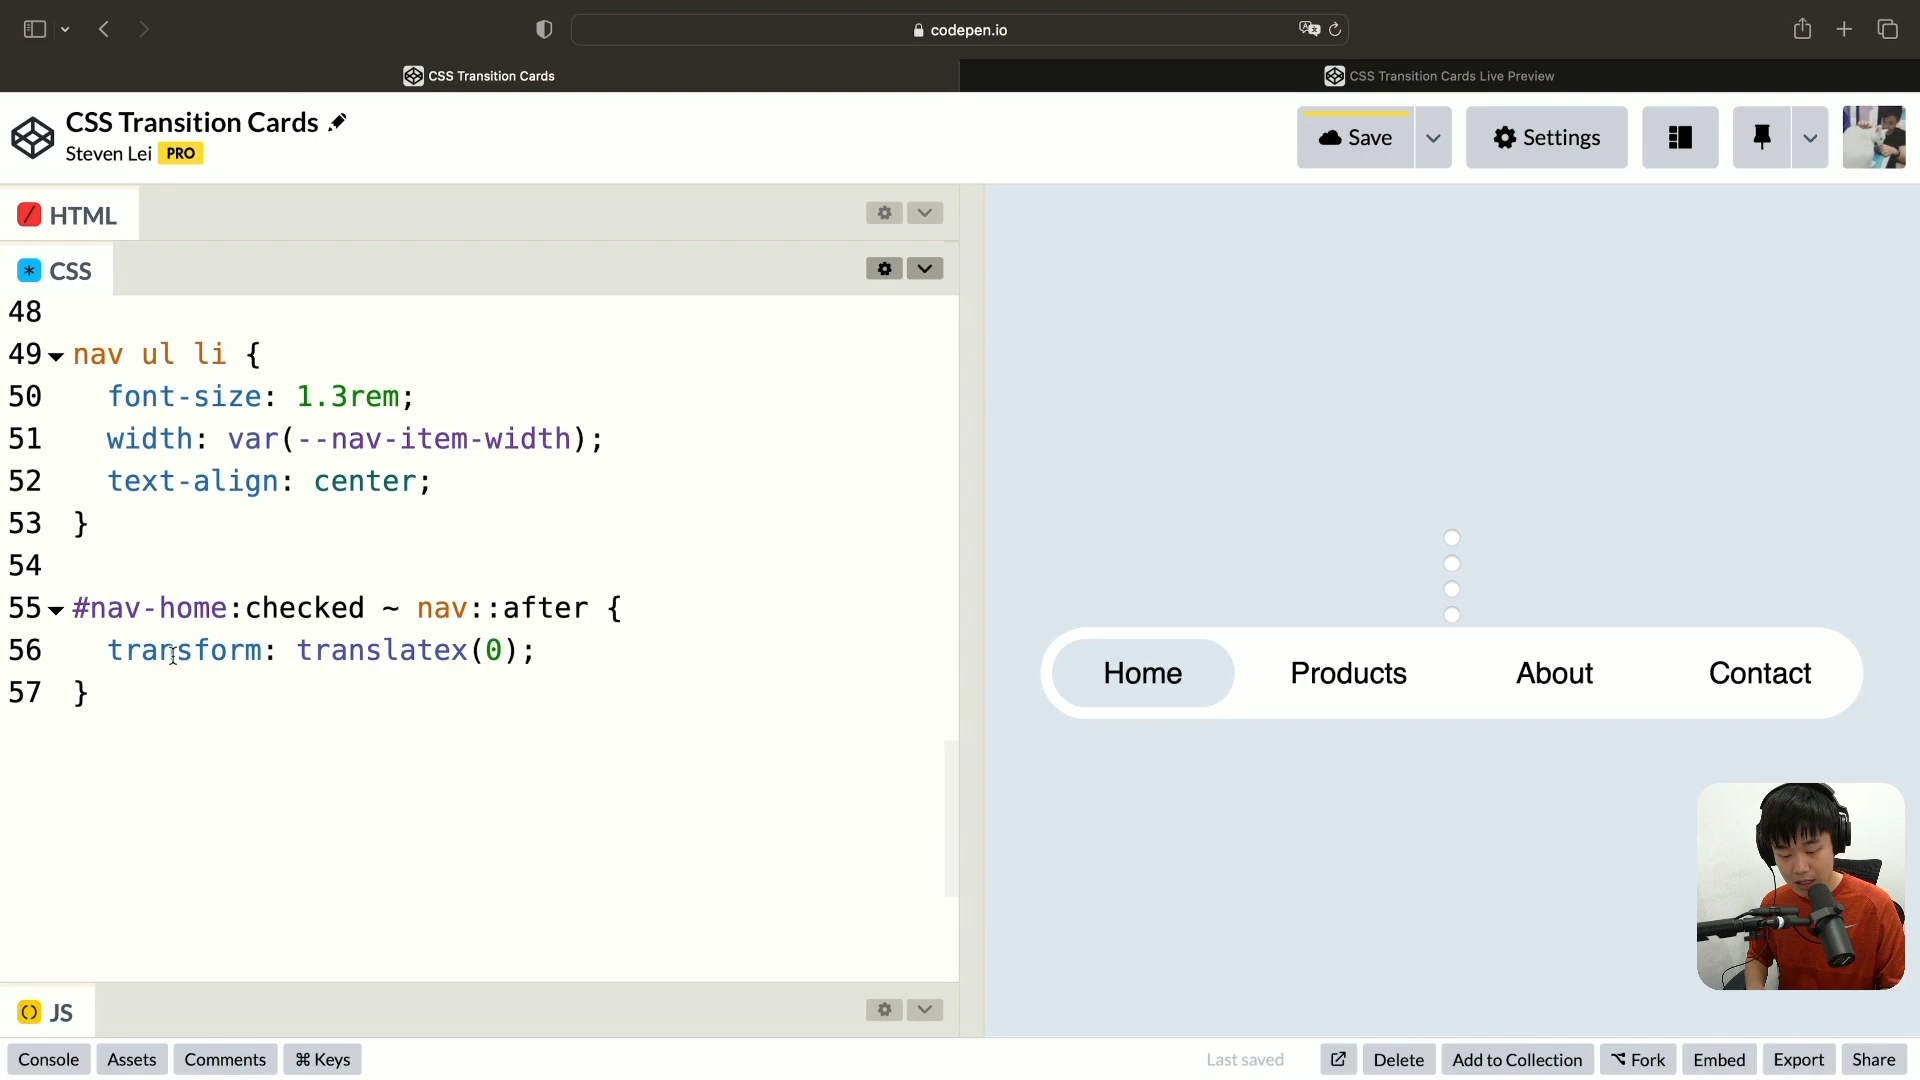 codepen.io
CSS Transition Cards
CSS Transition Cards Live Preview
CSS Transition Cards
Steven Lei PRO
Save
Settings
HTML
CSS
48
49 nav ul li {
50 font-size: 1.3rem;
51 width: var(--nav-item-width);
52 text-align: center;
53 }
54
55 #nav-home:checked ~ nav::after {
56 transform: translatex(0);
57 }
Home Products About Contact
JS
Console Assets Comments ⌘ Keys
Last saved Delete Add to Collection Fork Embed Export Share